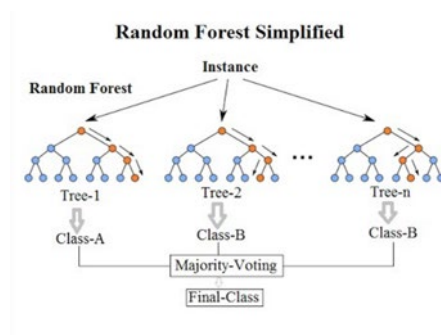 Random Forest Simplified
Instance
Random Forest
...
Tree-1
Tree-2
Tree-n
Class-A
Class-B
Class-B
Majority-Voting
Final-Class